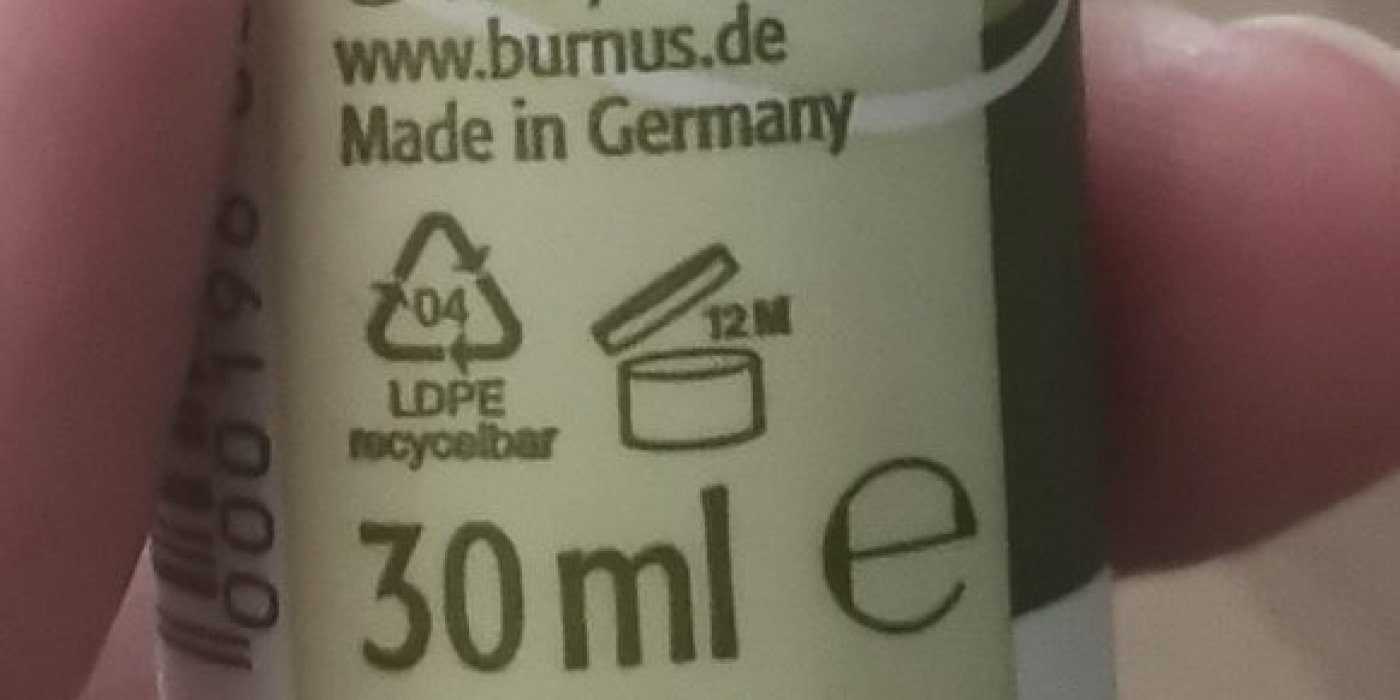 www.burnus.de
Made in Germany
04
12 M
LDPE
recycelbar
30 ml e